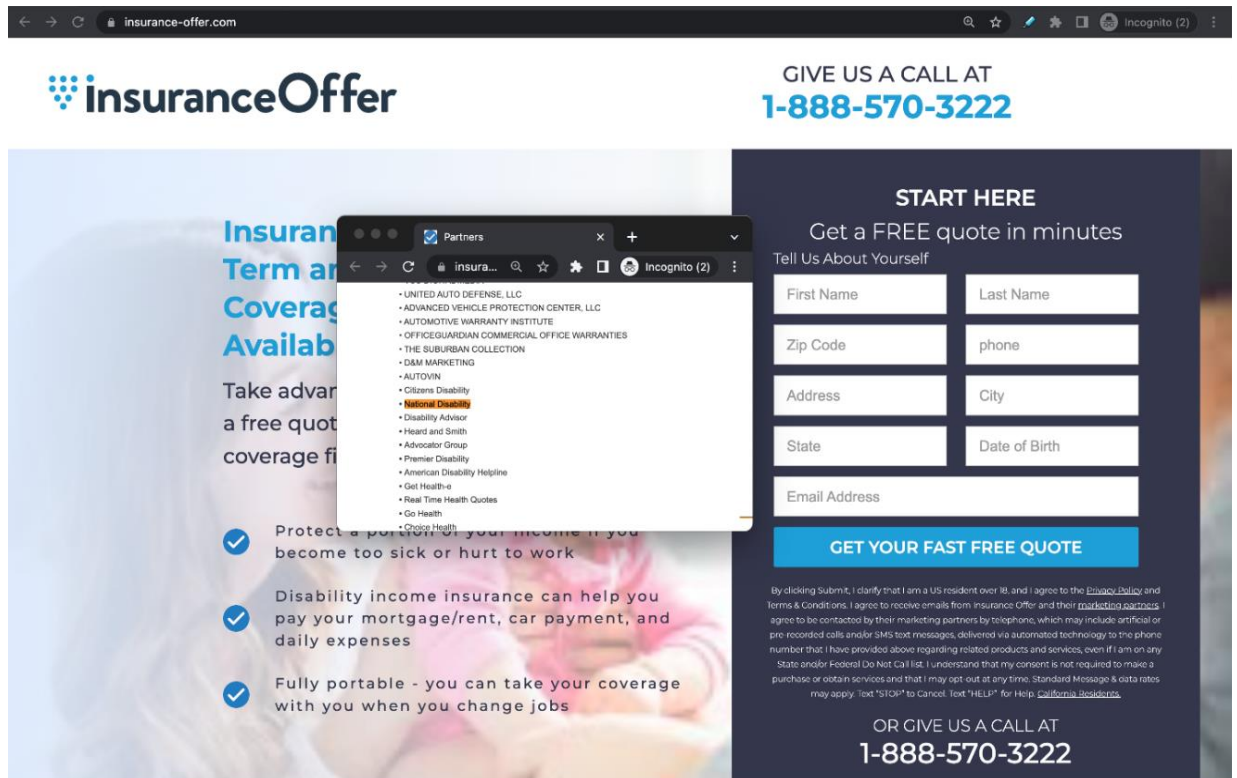 insurance-offer.com
Incognito (2)
insuranceOffer
GIVE US A CALL AT
1-888-570-3222
Insuran
Term ar
Coverag
Availab
Take advar
a free quot
coverage fi
Protect a portion of your income if you
become too sick or hurt to work
Disability income insurance can help you
pay your mortgage/rent, car payment, and
daily expenses
Fully portable - you can take your coverage
with you when you change jobs
Partners
insura...
Incognito (2)
• UNITED AUTO DEFENSE, LLC
• ADVANCED VEHICLE PROTECTION CENTER, LLC
• AUTOMOTIVE WARRANTY INSTITUTE
• OFFICEGUARDIAN COMMERCIAL OFFICE WARRANTIES
• THE SUBURBAN COLLECTION
• D&M MARKETING
• AUTOVIN
• Citizens Disability
• National Disability
• Disability Advisor
• Heard and Smith
• Advocator Group
• Premier Disability
• American Disability Helpline
• Get Health-e
• Real Time Health Quotes
• Go Health
• Choice Health
START HERE
Get a FREE quote in minutes
Tell Us About Yourself
First Name
Last Name
Zip Code
phone
Address
City
State
Date of Birth
Email Address
GET YOUR FAST FREE QUOTE
By clicking Submit, I clarify that I am a US resident over 18, and I agree to the Privacy Policy and
Terms & Conditions. I agree to receive emails from Insurance Offer and their marketing partners. I
agree to be contacted by their marketing partners by telephone, which may include artificial or
pre-recorded calls and/or SMS text messages, delivered via automated technology to the phone
number that I have provided above regarding related products and services, even if I am on any
State and/or Federal Do Not Call list. I understand that my consent is not required to make a
purchase or obtain services and that I may opt-out at any time. Standard Message & data rates
may apply. Text "STOP" to Cancel. Text "HELP" for Help. California Residents.
OR GIVE US A CALL AT
1-888-570-3222